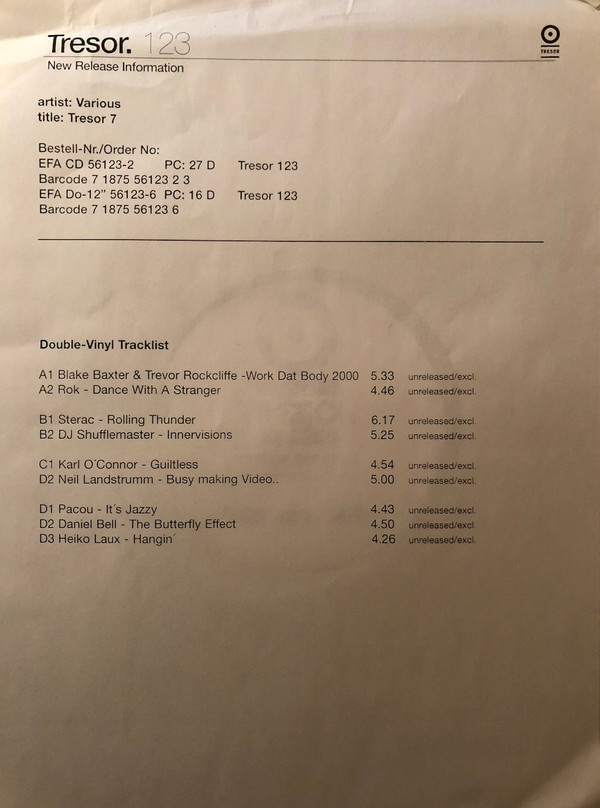 Tresor. 123
TRESOR
New Release Information
artist: Various
title: Tresor 7
Bestell-Nr./Order No:
EFA CD 56123-2 PC: 27 D Tresor 123
Barcode 7 1875 56123 2 3
EFA Do-12" 56123-6 PC: 16 D Tresor 123
Barcode 7 1875 56123 6
Double-Vinyl Tracklist
A1 Blake Baxter & Trevor Rockcliffe -Work Dat Body 2000 5.33 unreleased/excl.
A2 Rok - Dance With A Stranger 4.46 unreleased/excl.
B1 Sterac - Rolling Thunder 6.17 unreleased/excl.
B2 DJ Shufflemaster - Innervisions 5.25 unreleased/excl.
C1 Karl O´Connor - Guiltless 4.54 unreleased/excl.
D2 Neil Landstrumm - Busy making Video.. 5.00 unreleased/excl.
D1 Pacou - It´s Jazzy 4.43 unreleased/excl.
D2 Daniel Bell - The Butterfly Effect 4.50 unreleased/excl.
D3 Heiko Laux - Hangin´ 4.26 unreleased/excl.